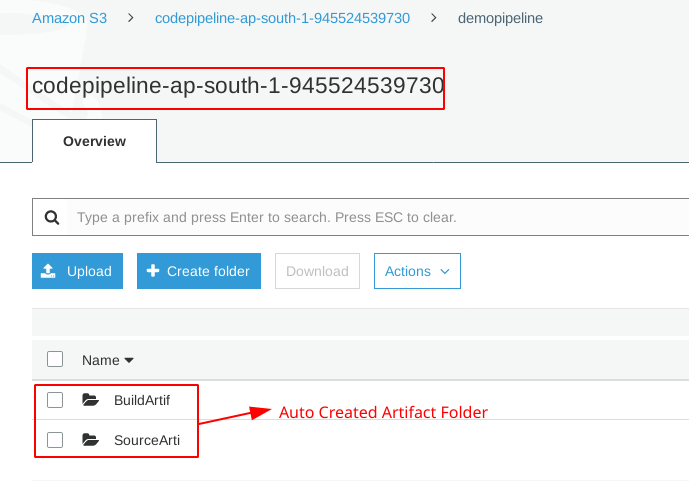 Amazon S3 > codepipeline-ap-south-1-945524539730 > demopipeline
codepipeline-ap-south-1-945524539730
Overview
Type a prefix and press Enter to search. Press ESC to clear.
Upload + Create folder Download Actions
Name
BuildArtif
Auto Created Artifact Folder
SourceArti